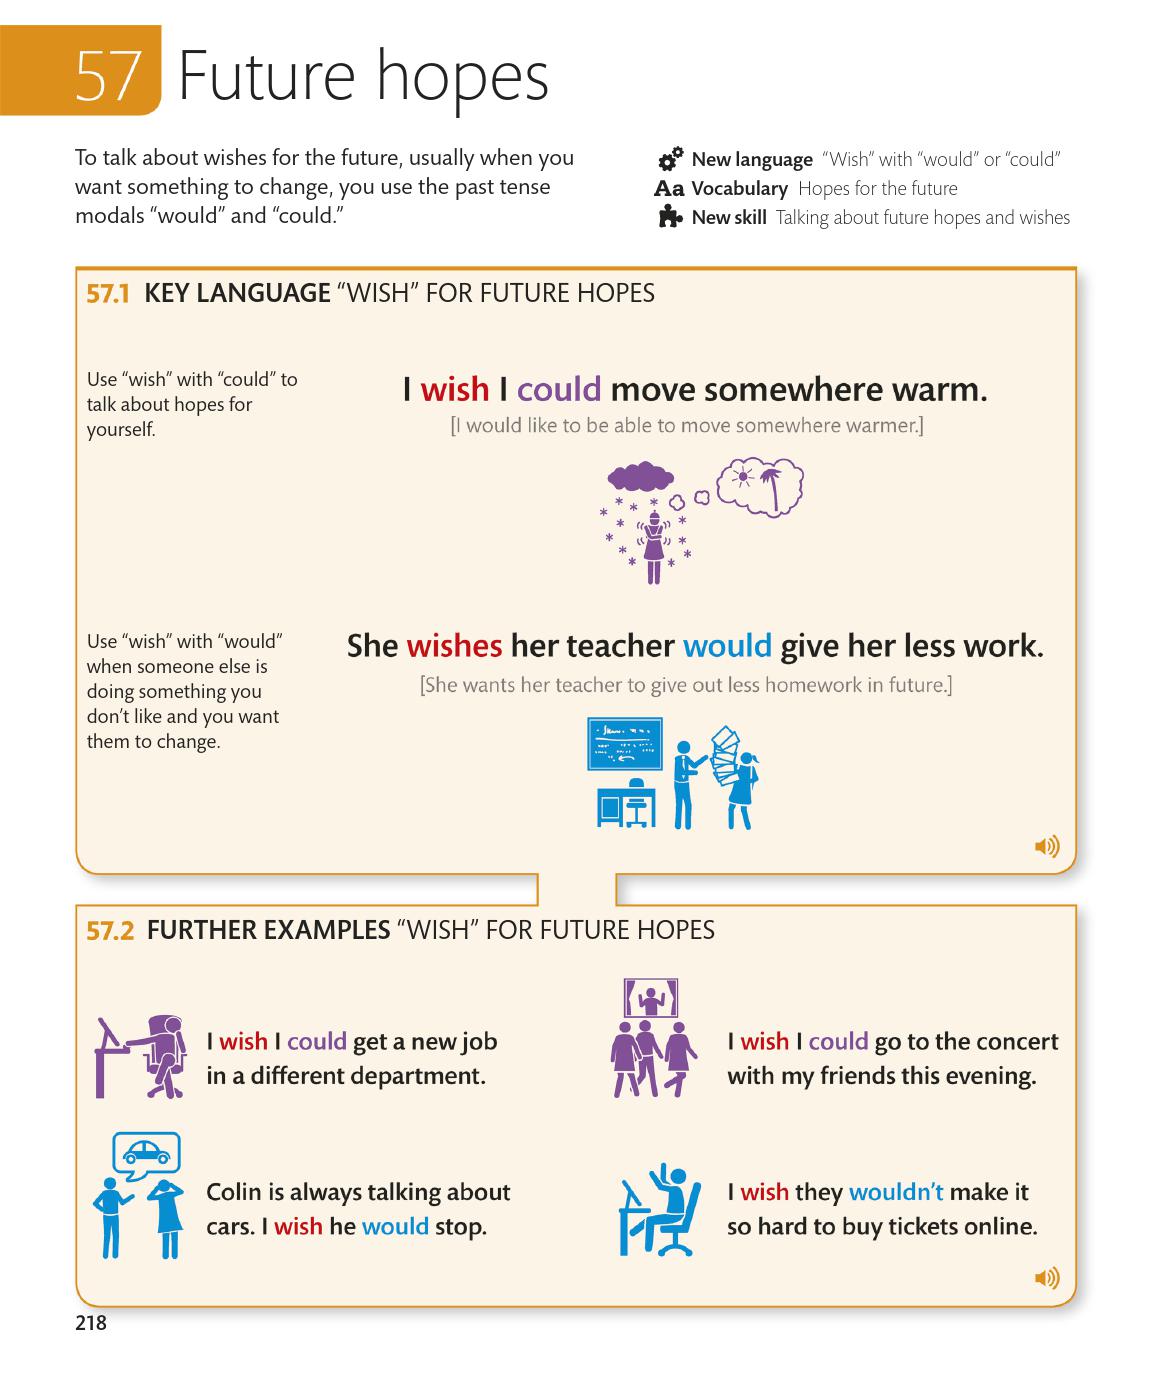 57 Future hopes
To talk about wishes for the future, usually when you
want something to change, you use the past tense
modals “would” and “could.”
New language “Wish” with “would” or “could”
Aa Vocabulary Hopes for the future
New skill Talking about future hopes and wishes
57.1 KEY LANGUAGE “WISH” FOR FUTURE HOPES
Use “wish” with “could” to
talk about hopes for
yourself.
I wish I could move somewhere warm.
[I would like to be able to move somewhere warmer.]
Use “wish” with “would”
when someone else is
doing something you
don’t like and you want
them to change.
She wishes her teacher would give her less work.
[She wants her teacher to give out less homework in future.]
57.2 FURTHER EXAMPLES “WISH” FOR FUTURE HOPES
I wish I could get a new job
in a different department.
I wish I could go to the concert
with my friends this evening.
Colin is always talking about
cars. I wish he would stop.
I wish they wouldn’t make it
so hard to buy tickets online.
218